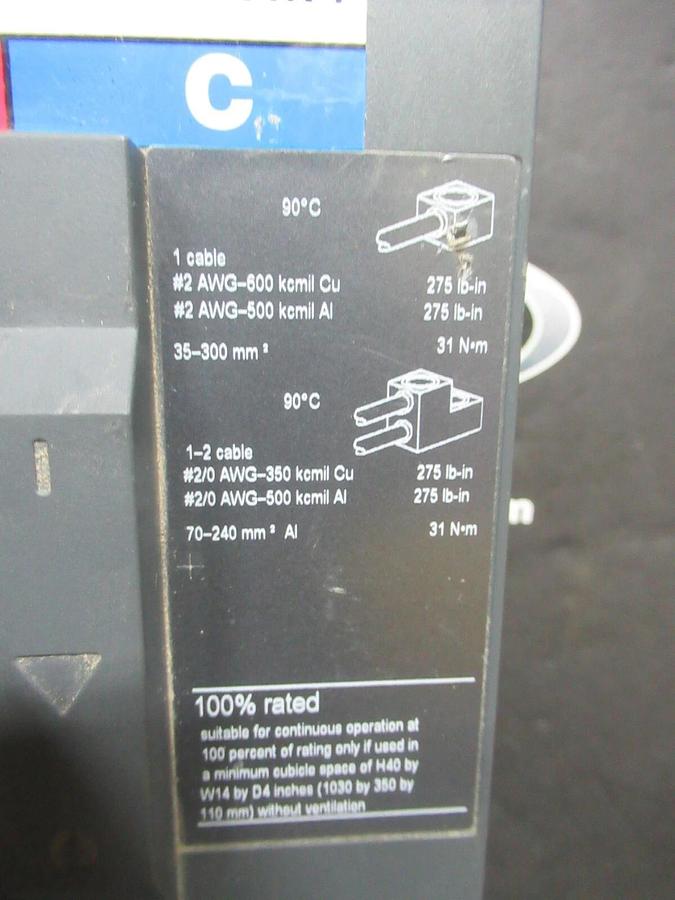 C
90°C
1 cable
#2 AWG–600 kcmil Cu 275 lb-in
#2 AWG–500 kcmil Al 275 lb-in
35–300 mm² 31 N•m
90°C
1–2 cable
#2/0 AWG–350 kcmil Cu 275 lb-in
#2/0 AWG–500 kcmil Al 275 lb-in
70–240 mm² Al 31 N•m
100% rated
suitable for continuous operation at
100 percent of rating only if used in
a minimum cubicle space of H40 by
W14 by D4 inches (1030 by 350 by
110 mm) without ventilation